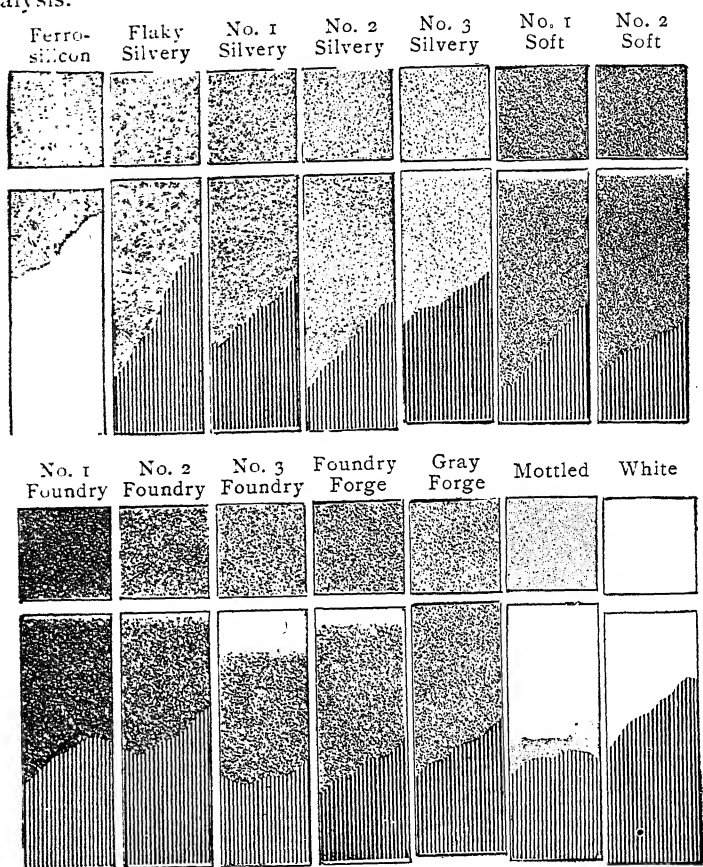 alysis.
Ferro-
silicon
Flaky
Silvery
No. 1
Silvery
No. 2
Silvery
No. 3
Silvery
No. 1
Soft
No. 2
Soft
No. 1
Foundry
No. 2
Foundry
No. 3
Foundry
Foundry
Forge
Gray
Forge
Mottled
White